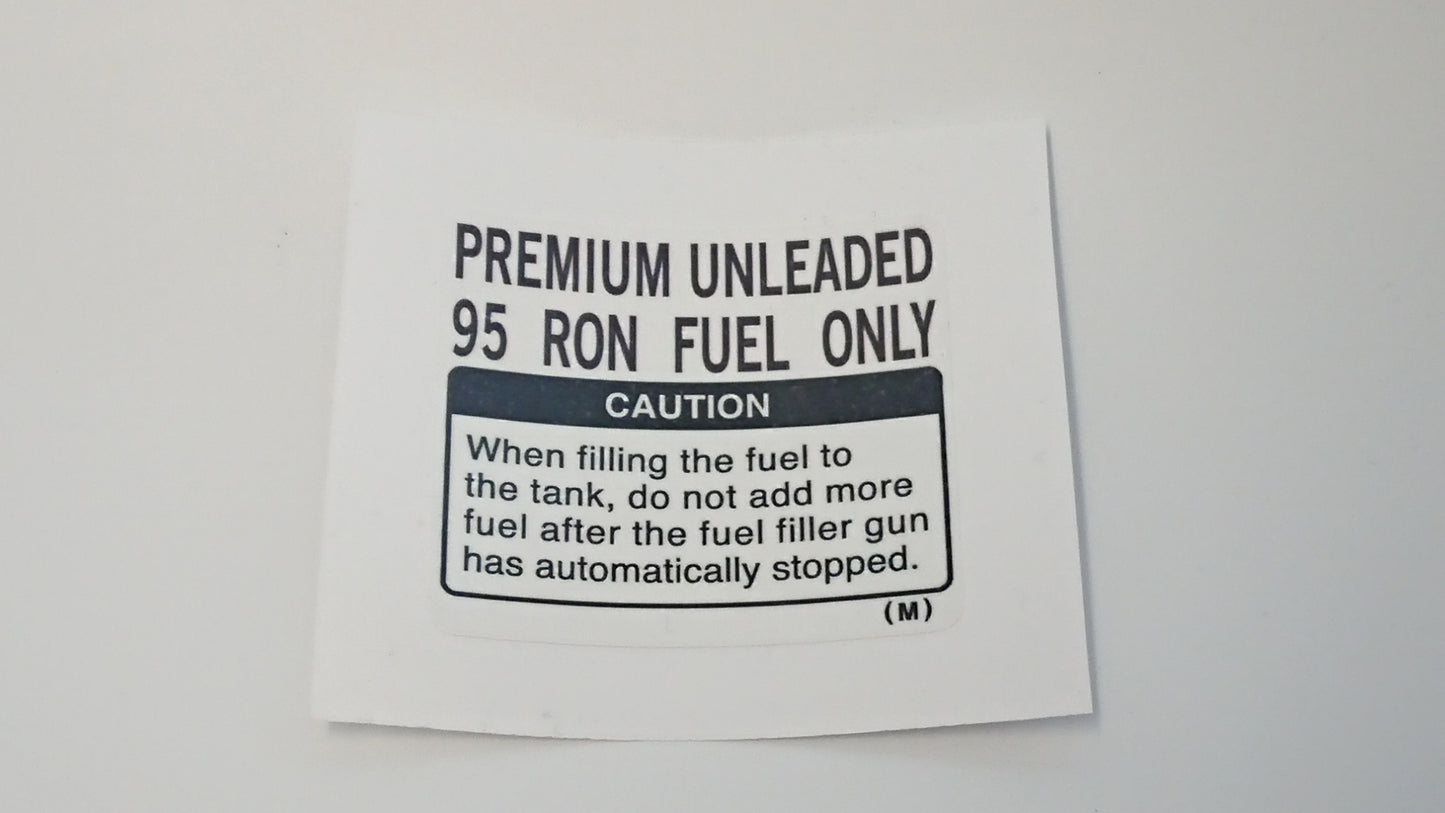 PREMIUM UNLEADED
95 RON FUEL ONLY
CAUTION
When filling the fuel to
the tank, do not add more
fuel after the fuel filler gun
has automatically stopped.
(M)